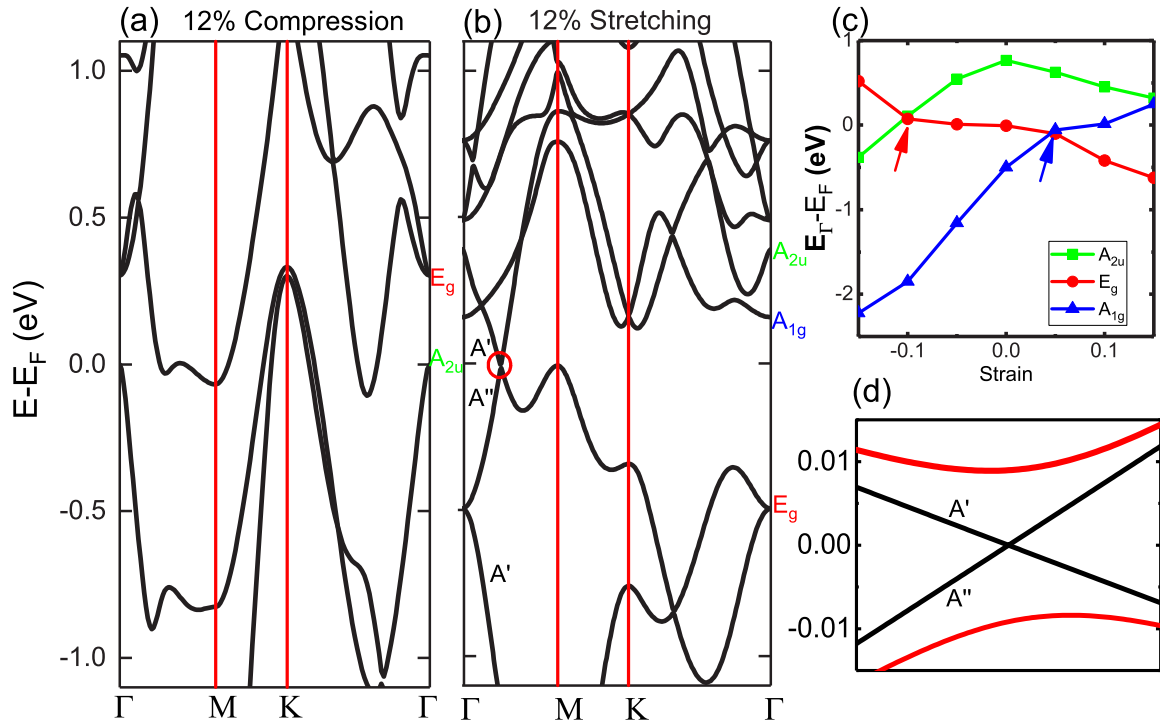 (a) 12% Compression
(b) 12% Stretching
(c)
E-E_F (eV)
1.0
0.5
0.0
-0.5
-1.0
Γ M K Γ
E_g
A_2u
A'
A''
A'
Γ M K Γ
A_2u
A_1g
E_g
E_Γ-E_F (eV)
1
0
-1
-2
A_2u
E_g
A_1g
-0.1 0.0 0.1
Strain
(d)
0.01
0.00
-0.01
A'
A''